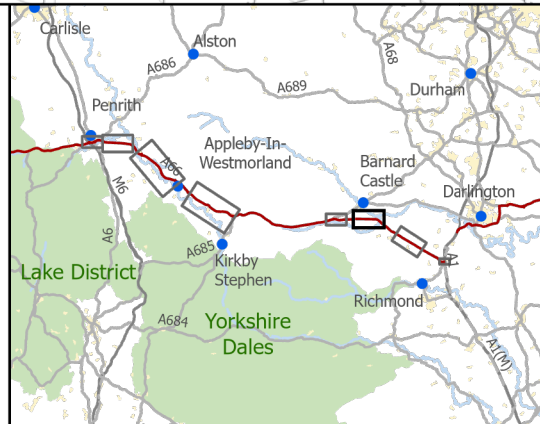 Carlisle
Alston
A68
A686
A689
Durham
Penrith
Appleby-In-
Westmorland
A66
Barnard
Castle
Darlington
M6
A6
A685
A1
Kirkby
Stephen
Lake District
Richmond
A684
Yorkshire
Dales
A1(M)